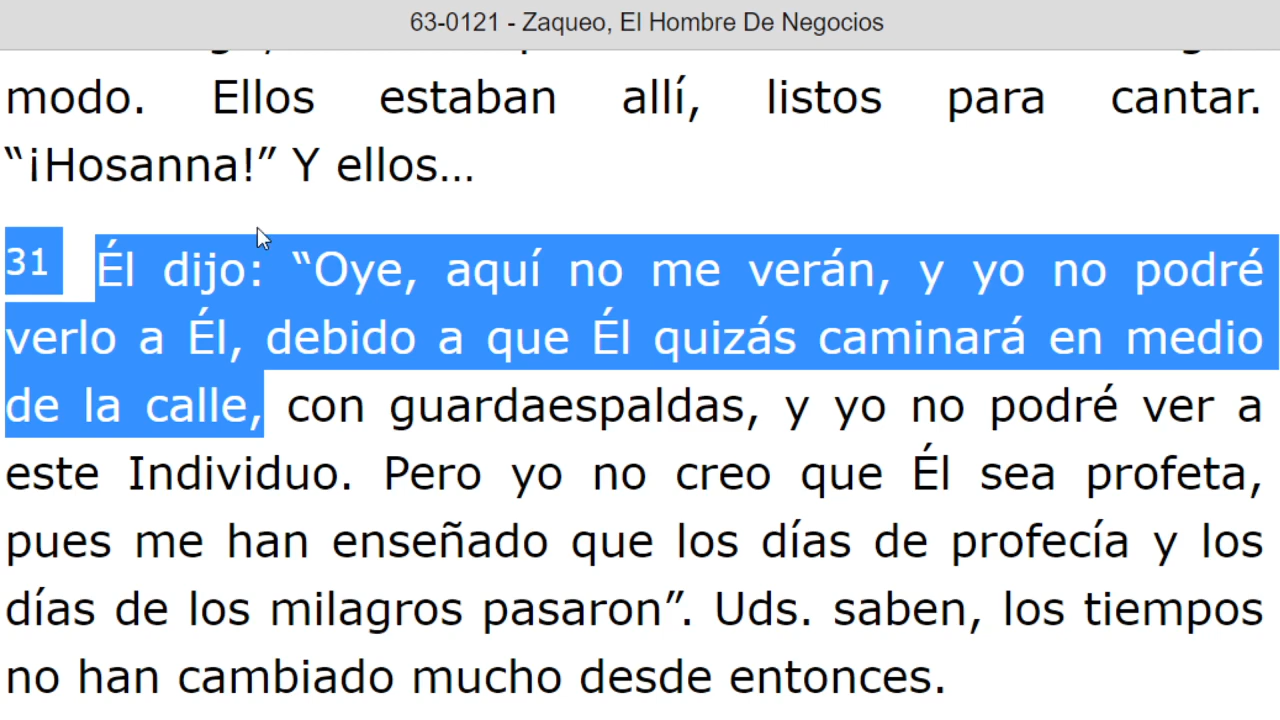 63-0121 - Zaqueo, El Hombre De Negocios
modo. Ellos estaban allí, listos para cantar.
“¡Hosanna!” Y ellos…
31 Él dijo: “Oye, aquí no me verán, y yo no podré
verlo a Él, debido a que Él quizás caminará en medio
de la calle, con guardaespaldas, y yo no podré ver a
este Individuo. Pero yo no creo que Él sea profeta,
pues me han enseñado que los días de profecía y los
días de los milagros pasaron”. Uds. saben, los tiempos
no han cambiado mucho desde entonces.